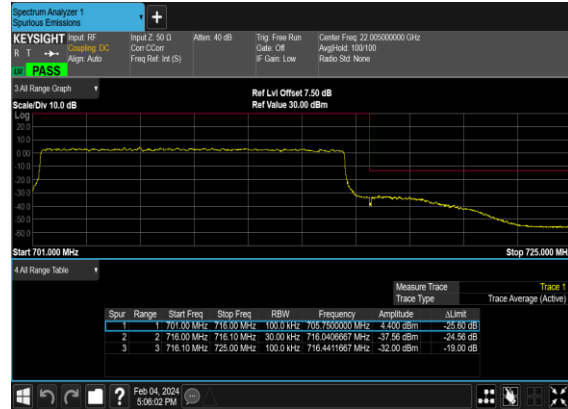 Spectrum Analyzer 1
Spurious Emissions
KEYSIGHT Input: RF Input Z: 50 Ω Atten: 40 dB Trig: Free Run Center Freq: 22.005000000 GHz
R T Coupling: DC Corr CCorr Gate: Off Avg|Hold: 100/100
Align: Auto Freq Ref: Int (S) IF Gain: Low Radio Std: None
PASS
3 All Range Graph Ref Lvl Offset 7.50 dB
Scale/Div 10.0 dB Ref Value 30.00 dBm
Log
20.0
10.0
0.00
-10.0
-20.0
-30.0
-40.0
-50.0
-60.0
Start 701.000 MHz Stop 725.000 MH
4 All Range Table
Measure Trace Trace 1
Trace Type Trace Average (Active)
Spur Range Start Freq Stop Freq RBW Frequency Amplitude ΔLimit
1 1 701.00 MHz 716.00 MHz 100.0 kHz 705.7500000 MHz 4.400 dBm -25.60 dB
2 2 716.00 MHz 716.10 MHz 30.00 kHz 716.0406667 MHz -37.56 dBm -24.56 dB
3 3 716.10 MHz 725.00 MHz 100.0 kHz 716.4411667 MHz -32.00 dBm -19.00 dB
? Feb 04, 2024
5:06:02 PM